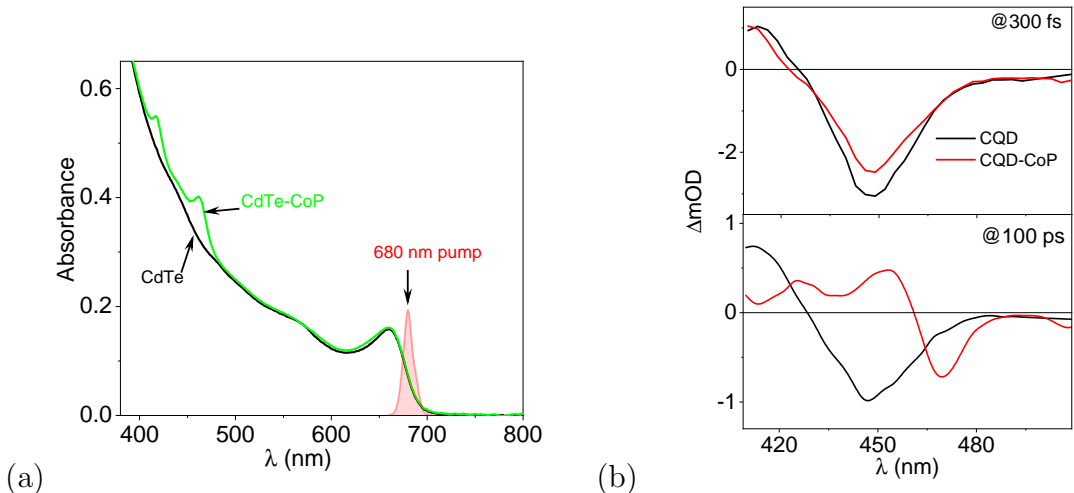 0.6
0.4
0.2
0.0
Absorbance
CdTe-CoP
CdTe
680 nm pump
400 500 600 700 800
λ (nm)
(a)
@300 fs
0
-2
CQD
CQD-CoP
ΔmOD
@100 ps
1
0
-1
420 450 480
λ (nm)
(b)